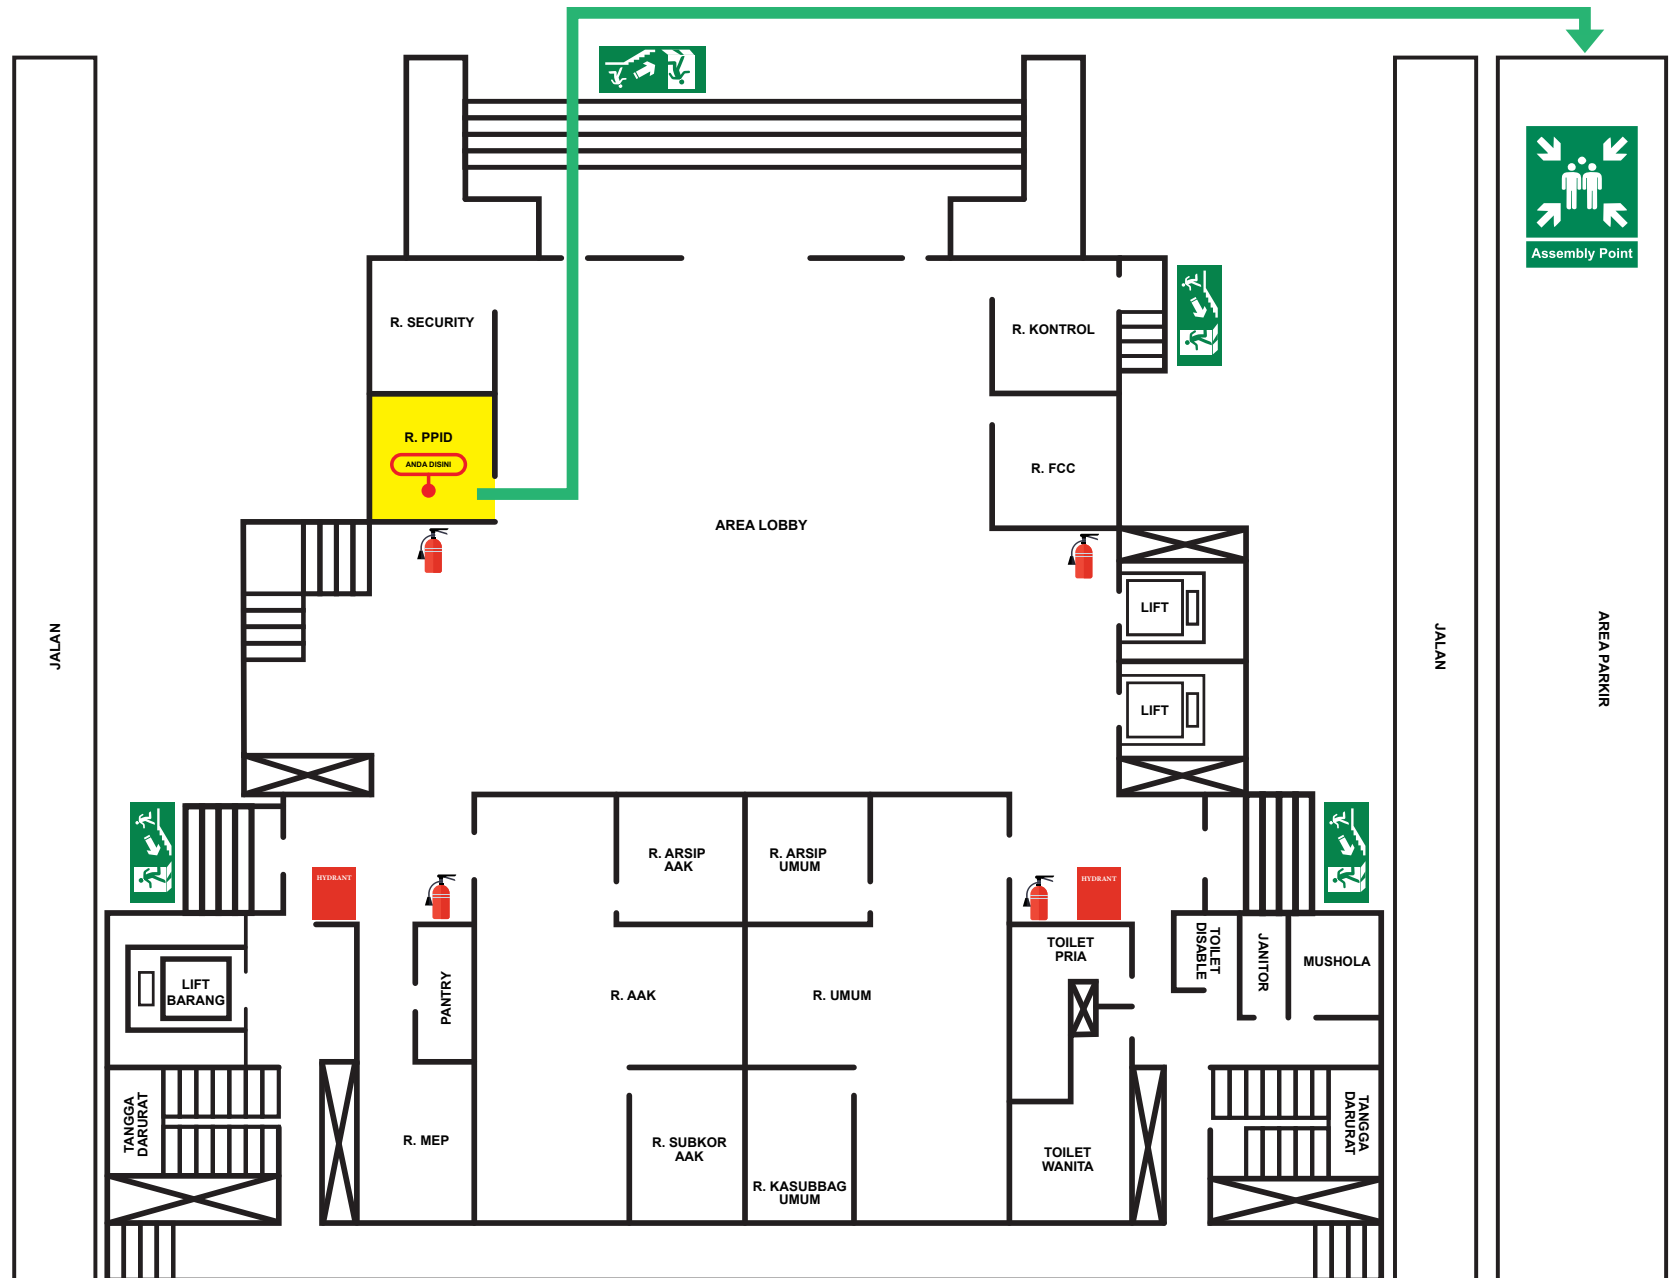 Assembly Point
R. SECURITY
R. KONTROL
R. PPID
ANDA DISINI
R. FCC
AREA LOBBY
LIFT
JALAN
JALAN
AREA PARKIR
LIFT
R. ARSIP
AAK
R. ARSIP
UMUM
HYDRANT
HYDRANT
TOILET
PRIA
TOILET
DISABLE
JANITOR
MUSHOLA
LIFT
BARANG
PANTRY
R. AAK
R. UMUM
TANGGA
DARURAT
R. MEP
R. SUBKOR
AAK
R. KASUBBAG
UMUM
TOILET
WANITA
TANGGA
DARURAT